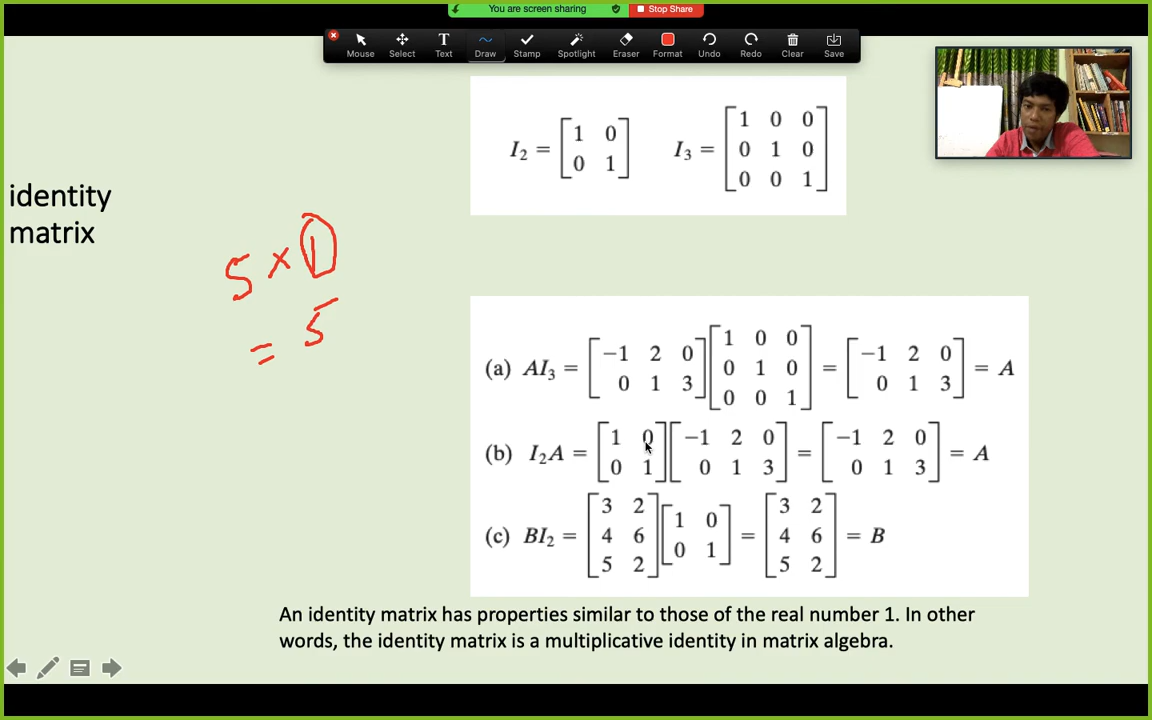 You are screen sharing Stop Share
Mouse Select Text Draw Stamp Spotlight Eraser Format Undo Redo Clear Save
I₂ = [1 0; 0 1] I₃ = [1 0 0; 0 1 0; 0 0 1]
identity
matrix
5 × 1
= 5
(a) AI₃ = [−1 2 0; 0 1 3] [1 0 0; 0 1 0; 0 0 1] = [−1 2 0; 0 1 3] = A
(b) I₂A = [1 0; 0 1] [−1 2 0; 0 1 3] = [−1 2 0; 0 1 3] = A
(c) BI₂ = [3 2; 4 6; 5 2] [1 0; 0 1] = [3 2; 4 6; 5 2] = B
An identity matrix has properties similar to those of the real number 1. In other
words, the identity matrix is a multiplicative identity in matrix algebra.